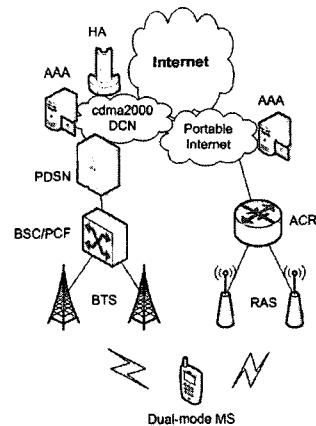 HA
Internet
AAA
cdma2000
DCN
AAA
Portable
Internet
PDSN
ACR
BSC/PCF
BTS
RAS
Dual-mode MS